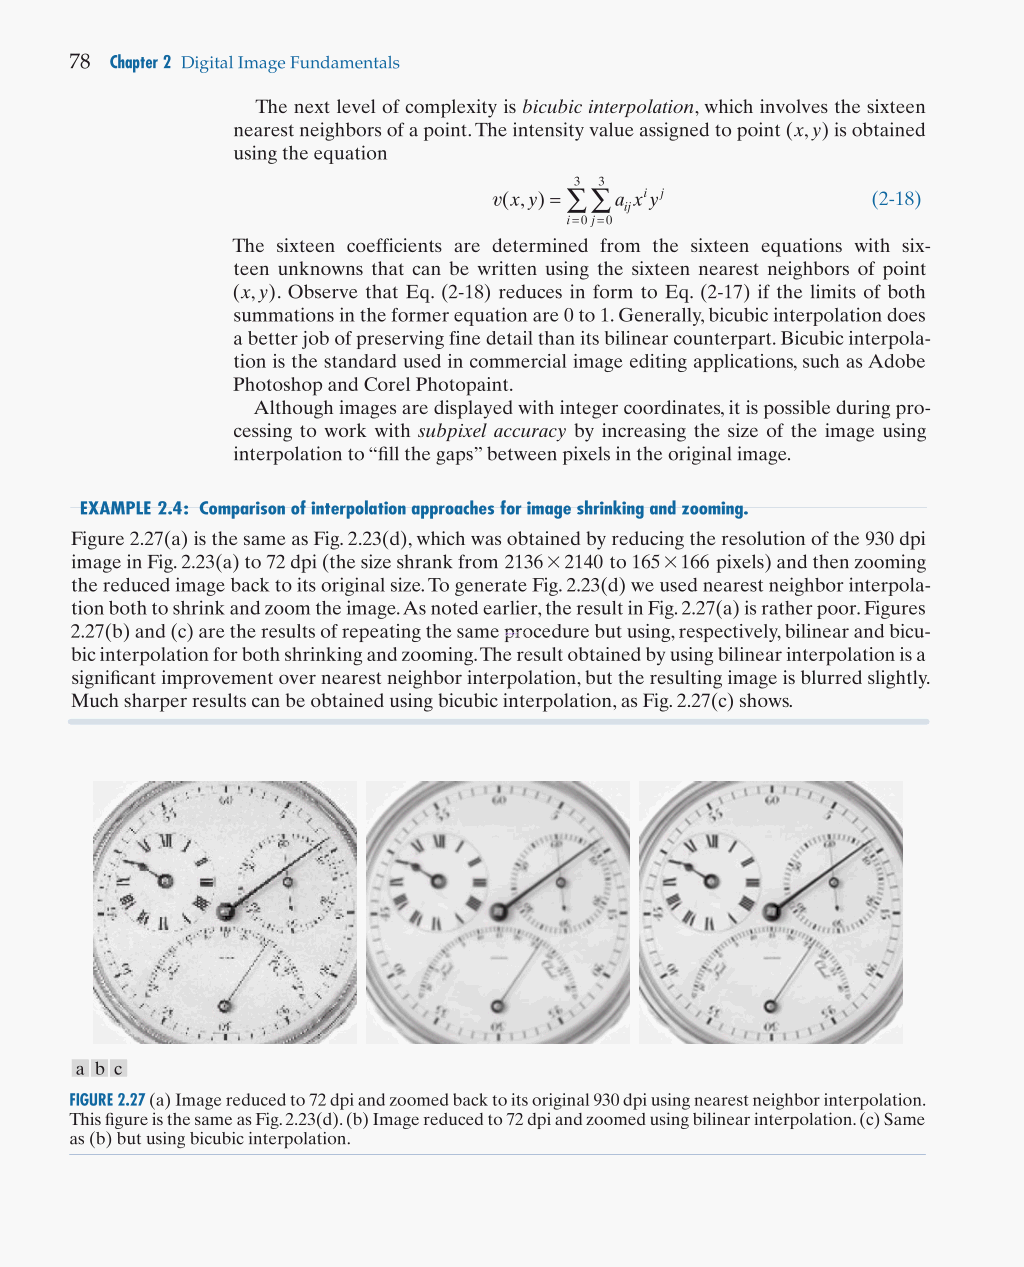 78 Chapter 2 Digital Image Fundamentals
The next level of complexity is bicubic interpolation, which involves the sixteen
nearest neighbors of a point. The intensity value assigned to point (x, y) is obtained
using the equation
v(x, y) = ∑_{i=0}^{3} ∑_{j=0}^{3} a_{ij} x^i y^j (2-18)
The sixteen coefficients are determined from the sixteen equations with six-
teen unknowns that can be written using the sixteen nearest neighbors of point
(x, y). Observe that Eq. (2-18) reduces in form to Eq. (2-17) if the limits of both
summations in the former equation are 0 to 1. Generally, bicubic interpolation does
a better job of preserving fine detail than its bilinear counterpart. Bicubic interpola-
tion is the standard used in commercial image editing applications, such as Adobe
Photoshop and Corel Photopaint.
Although images are displayed with integer coordinates, it is possible during pro-
cessing to work with subpixel accuracy by increasing the size of the image using
interpolation to “fill the gaps” between pixels in the original image.
EXAMPLE 2.4: Comparison of interpolation approaches for image shrinking and zooming.
Figure 2.27(a) is the same as Fig. 2.23(d), which was obtained by reducing the resolution of the 930 dpi
image in Fig. 2.23(a) to 72 dpi (the size shrank from 2136 × 2140 to 165 × 166 pixels) and then zooming
the reduced image back to its original size. To generate Fig. 2.23(d) we used nearest neighbor interpola-
tion both to shrink and zoom the image. As noted earlier, the result in Fig. 2.27(a) is rather poor. Figures
2.27(b) and (c) are the results of repeating the same procedure but using, respectively, bilinear and bicu-
bic interpolation for both shrinking and zooming. The result obtained by using bilinear interpolation is a
significant improvement over nearest neighbor interpolation, but the resulting image is blurred slightly.
Much sharper results can be obtained using bicubic interpolation, as Fig. 2.27(c) shows.
a b c
FIGURE 2.27 (a) Image reduced to 72 dpi and zoomed back to its original 930 dpi using nearest neighbor interpolation.
This figure is the same as Fig. 2.23(d). (b) Image reduced to 72 dpi and zoomed using bilinear interpolation. (c) Same
as (b) but using bicubic interpolation.